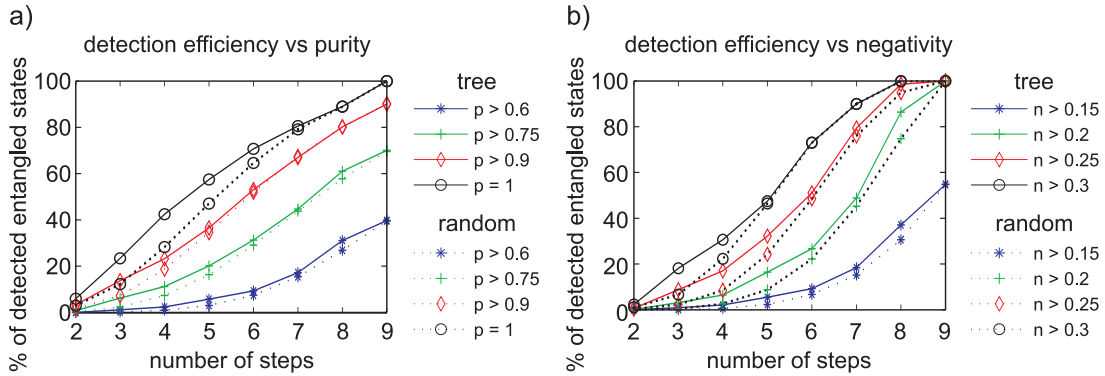 a)
detection efficiency vs purity
% of detected entangled states
100
80
60
40
20
0
2 3 4 5 6 7 8 9
number of steps
tree
p > 0.6
p > 0.75
p > 0.9
p = 1
random
p > 0.6
p > 0.75
p > 0.9
p = 1
b)
detection efficiency vs negativity
% of detected entangled states
100
80
60
40
20
0
2 3 4 5 6 7 8 9
number of steps
tree
n > 0.15
n > 0.2
n > 0.25
n > 0.3
random
n > 0.15
n > 0.2
n > 0.25
n > 0.3